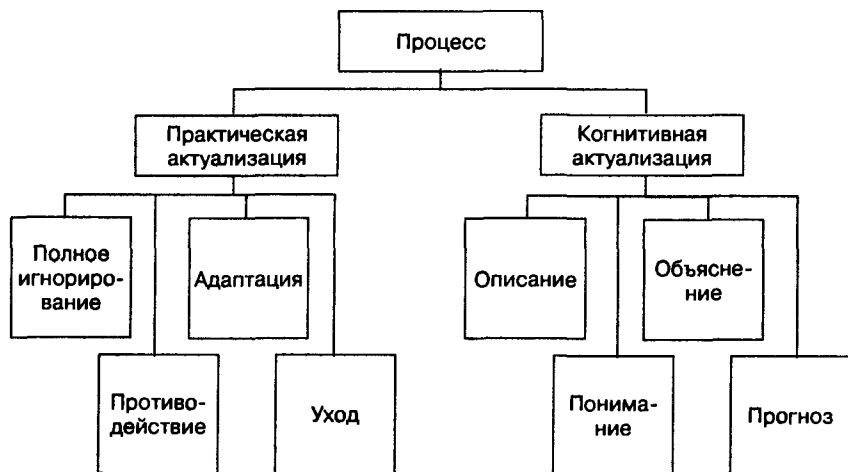 Процесс
Практическая
актуализация
Когнитивная
актуализация
Полное
игнориро-
вание
Адаптация
Описание
Объясне-
ние
Противо-
действие
Уход
Понима-
ние
Прогноз